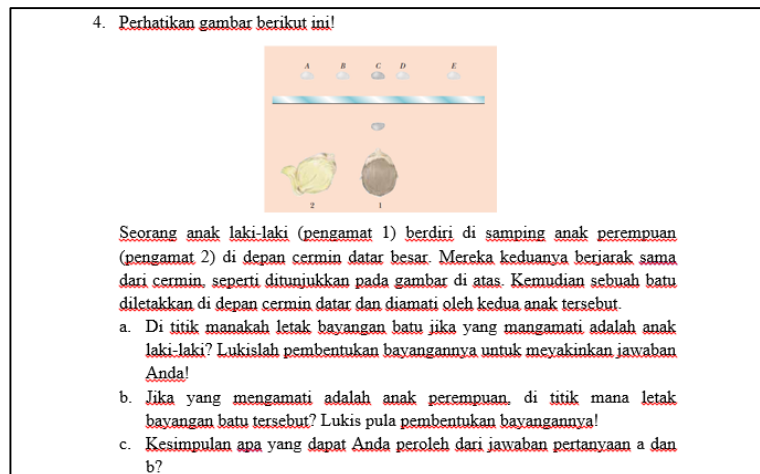 4. Perhatikan gambar berikut ini!
A B C D E
2 1
Seorang anak laki-laki (pengamat 1) berdiri di samping anak perempuan
(pengamat 2) di depan cermin datar besar. Mereka keduanya berjarak sama
dari cermin, seperti ditunjukkan pada gambar di atas. Kemudian sebuah batu
diletakkan di depan cermin datar dan diamati oleh kedua anak tersebut.
a. Di titik manakah letak bayangan batu jika yang mangamati adalah anak
laki-laki? Lukislah pembentukan bayangannya untuk meyakinkan jawaban
Anda!
b. Jika yang mengamati adalah anak perempuan, di titik mana letak
bayangan batu tersebut? Lukis pula pembentukan bayangannya!
c. Kesimpulan apa yang dapat Anda peroleh dari jawaban pertanyaan a dan
b?